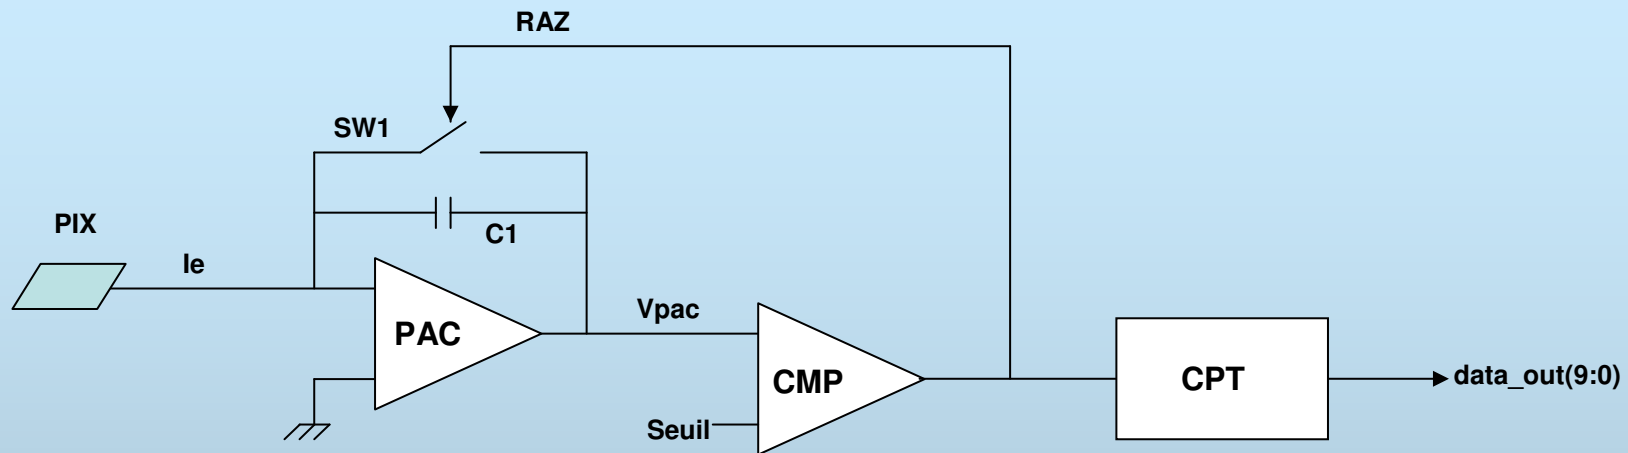 RAZ
SW1
C1
PIX
Ie
PAC
Vpac
CMP
Seuil
CPT
data_out(9:0)